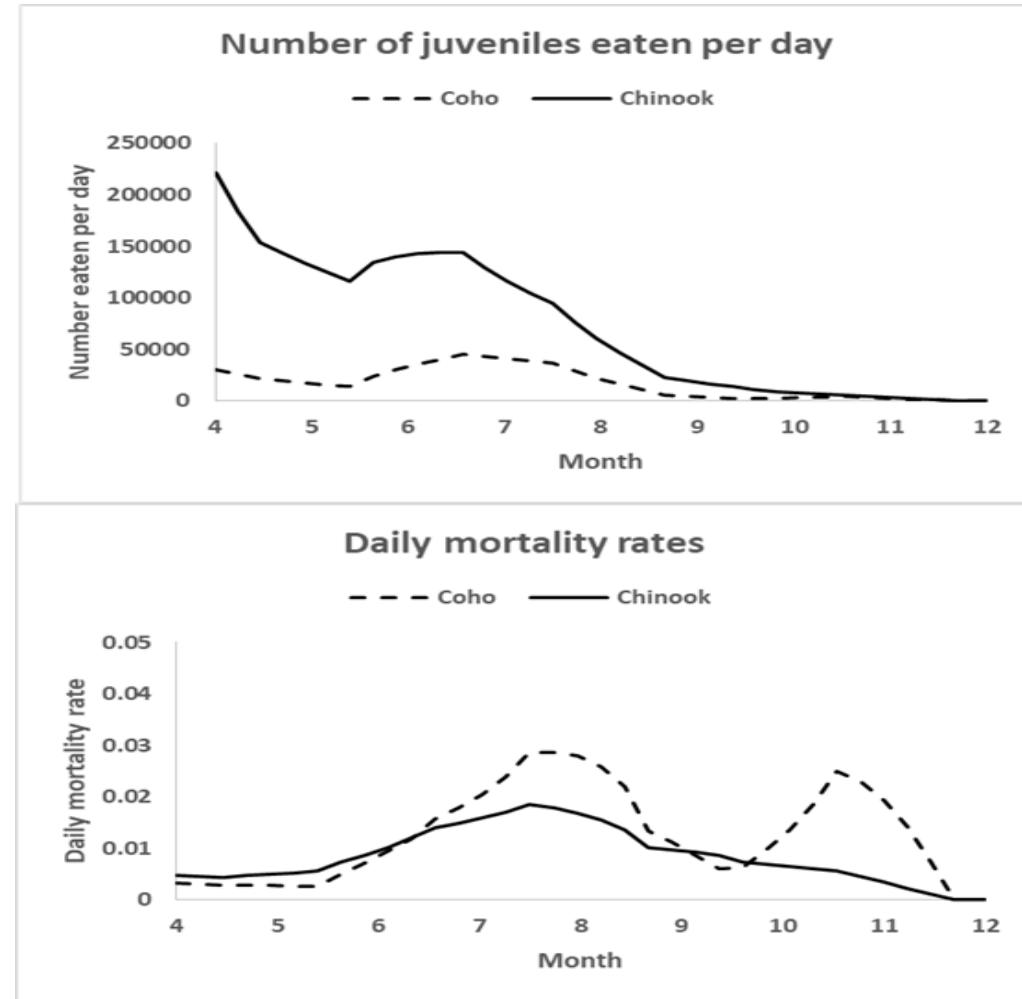 Number of juveniles eaten per day
Coho Chinook
Number eaten per day
250000
200000
150000
100000
50000
0
4 5 6 7 8 9 10 11 12
Month
Daily mortality rates
Coho Chinook
Daily mortality rate
0.05
0.04
0.03
0.02
0.01
0
4 5 6 7 8 9 10 11 12
Month